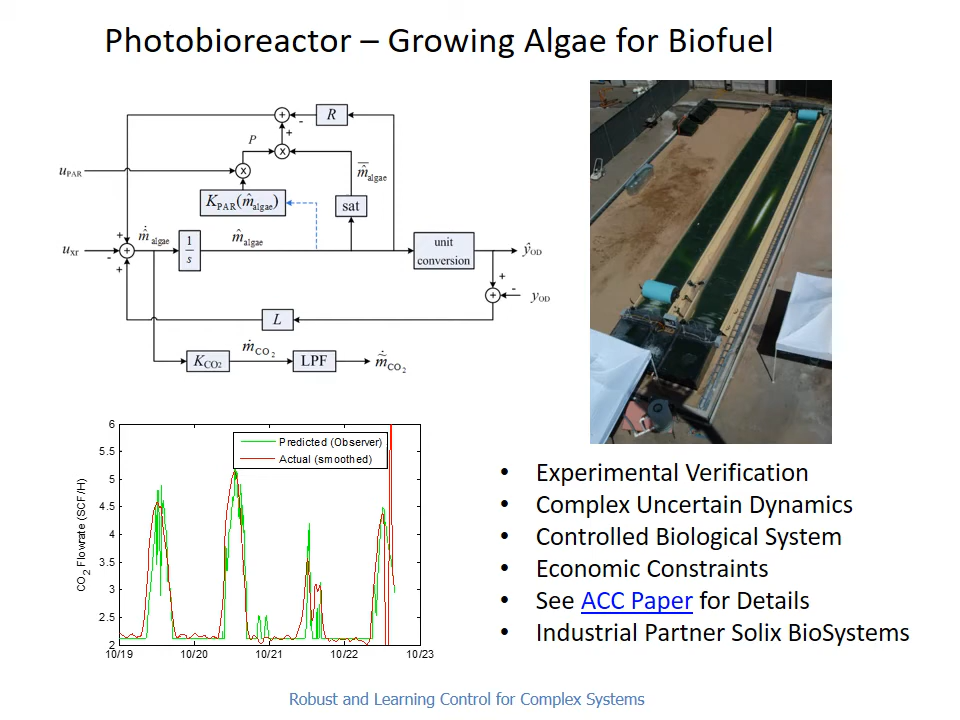 Photobioreactor – Growing Algae for Biofuel
+ - R
P + x
u_PAR x m̂̅_algae
K_PAR(m̂_algae) sat
+ m̂̇_algae 1/s m̂_algae unit conversion ŷ_OD
u_xr - + +
+ - y_OD
L
K_CO2 ṁ_CO2 LPF m̃̇_CO2
6
Predicted (Observer)
Actual (smoothed)
5.5
5
4.5
4
3.5
3
2.5
2
CO2 Flowrate (SCF/H)
10/19 10/20 10/21 10/22 10/23
• Experimental Verification
• Complex Uncertain Dynamics
• Controlled Biological System
• Economic Constraints
• See ACC Paper for Details
• Industrial Partner Solix BioSystems
Robust and Learning Control for Complex Systems